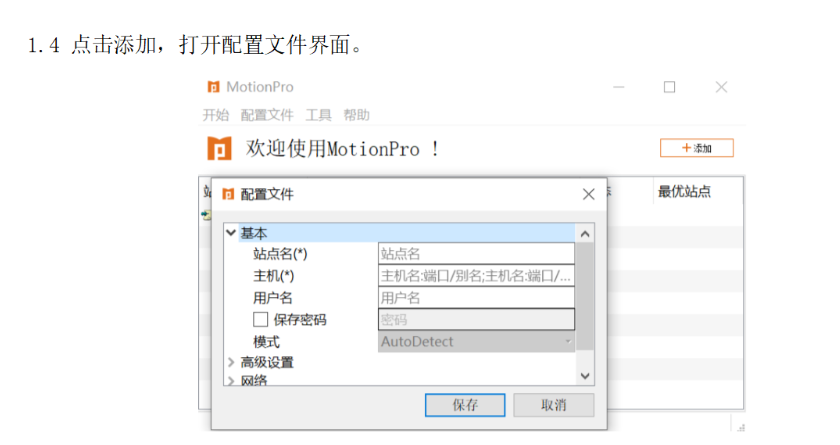 1.4 点击添加，打开配置文件界面。
MotionPro
开始 配置文件 工具 帮助
欢迎使用MotionPro !
+添加
最优站点
配置文件
基本
站点名(*) 站点名
主机(*) 主机名:端口/别名;主机名:端口/...
用户名 用户名
保存密码 密码
模式 AutoDetect
高级设置
网络
保存 取消